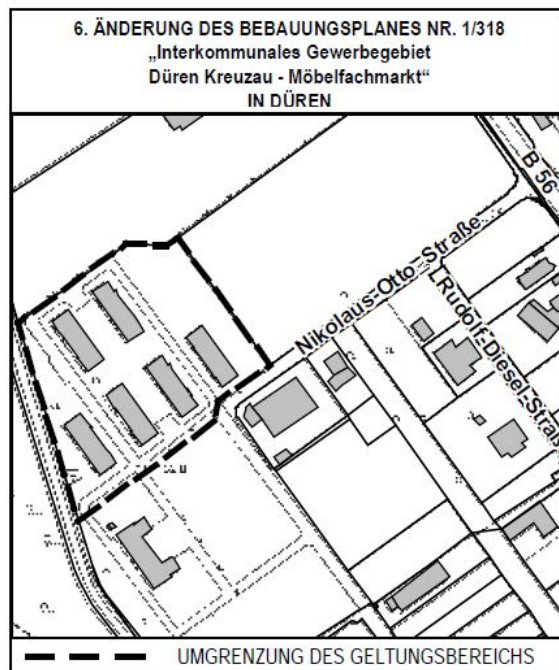 6. ÄNDERUNG DES BEBAUUNGSPLANES NR. 1/318
„Interkommunales Gewerbegebiet
Düren Kreuzau - Möbelfachmarkt“
IN DÜREN
B 56
Nikolaus-Otto-Straße
Rudolf-Diesel-Straß
UMGRENZUNG DES GELTUNGSBEREICHS